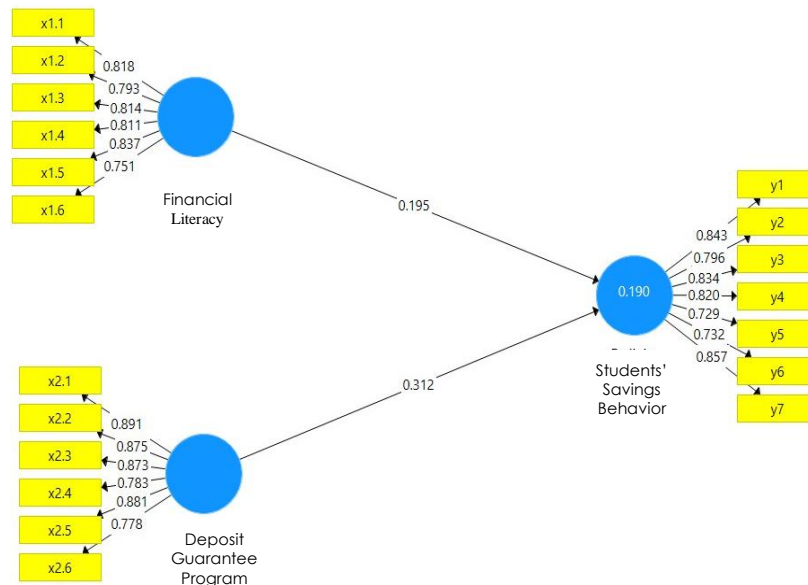 x1.1
x1.2
x1.3
x1.4
x1.5
x1.6
0.818
0.793
0.814
0.811
0.837
0.751
Financial
Literacy
0.195
x2.1
x2.2
x2.3
x2.4
x2.5
x2.6
0.891
0.875
0.873
0.783
0.881
0.778
Deposit
Guarantee
Program
0.312
0.190
Students’
Savings
Behavior
0.843
0.796
0.834
0.820
0.729
0.732
0.857
y1
y2
y3
y4
y5
y6
y7